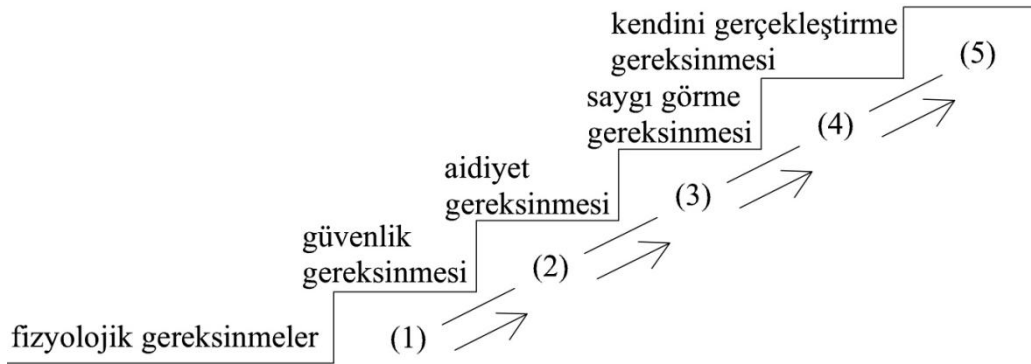 kendini gerçekleştirme
gereksinmesi
(5)
saygı görme
gereksinmesi
(4)
aidiyet
gereksinmesi
(3)
güvenlik
gereksinmesi
(2)
fizyolojik gereksinmeler
(1)